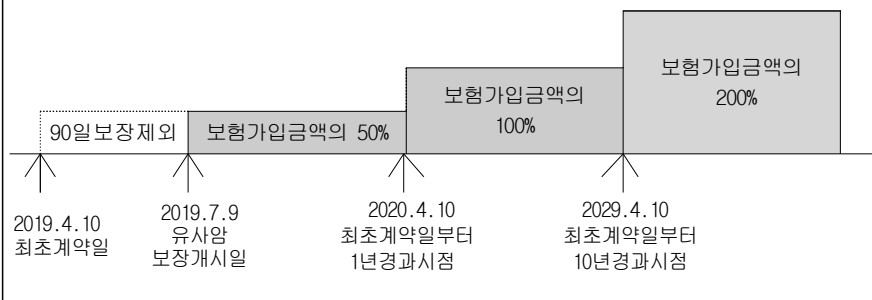 90일보장제외
보험가입금액의 50%
보험가입금액의
100%
보험가입금액의
200%
2019.4.10
최초계약일
2019.7.9
유사암
보장개시일
2020.4.10
최초계약일부터
1년경과시점
2029.4.10
최초계약일부터
10년경과시점